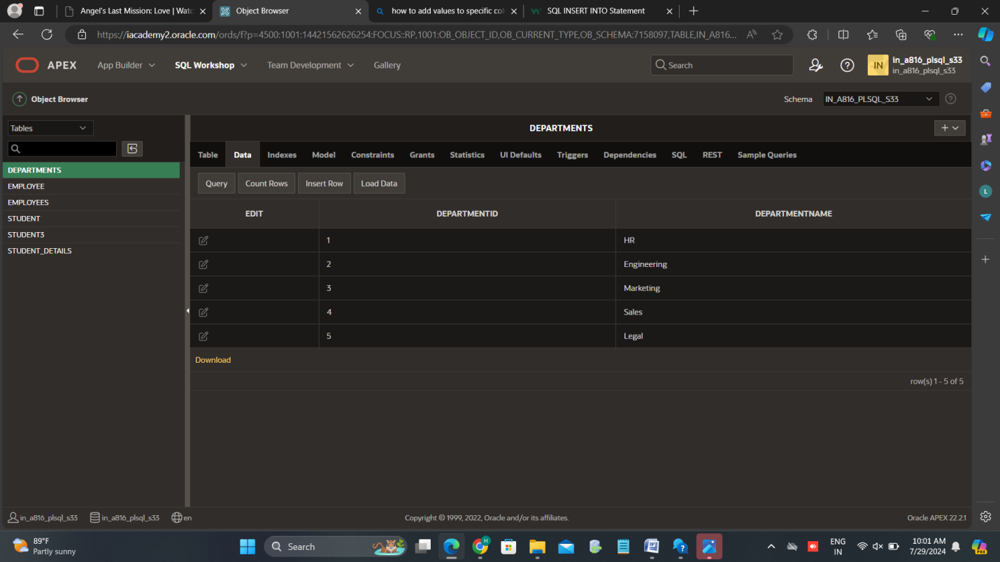 Angel's Last Mission: Love | Watc
Object Browser
how to add values to specific col
SQL INSERT INTO Statement
https://iacademy2.oracle.com/ords/f?p=4500:1001:14421562626254:FOCUS::RP,1001:OB_OBJECT_ID,OB_CURRENT_TYPE,OB_SCHEMA:7158097,TABLE,IN_A816...
APEX App Builder SQL Workshop Team Development Gallery Search IN in_a816_plsql_s33
in_a816_plsql_s33
Object Browser Schema IN_A816_PLSQL_S33
Tables DEPARTMENTS
Table Data Indexes Model Constraints Grants Statistics UI Defaults Triggers Dependencies SQL REST Sample Queries
DEPARTMENTS
EMPLOYEE
EMPLOYEES
STUDENT
STUDENT3
STUDENT_DETAILS
Query Count Rows Insert Row Load Data
EDIT DEPARTMENTID DEPARTMENTNAME
1 HR
2 Engineering
3 Marketing
4 Sales
5 Legal
Download
row(s) 1 - 5 of 5
in_a816_plsql_s33 in_a816_plsql_s33 en Copyright © 1999, 2022, Oracle and/or its affiliates. Oracle APEX 22.2.1
89°F
Partly sunny
Search
ENG
IN
10:01 AM
7/29/2024